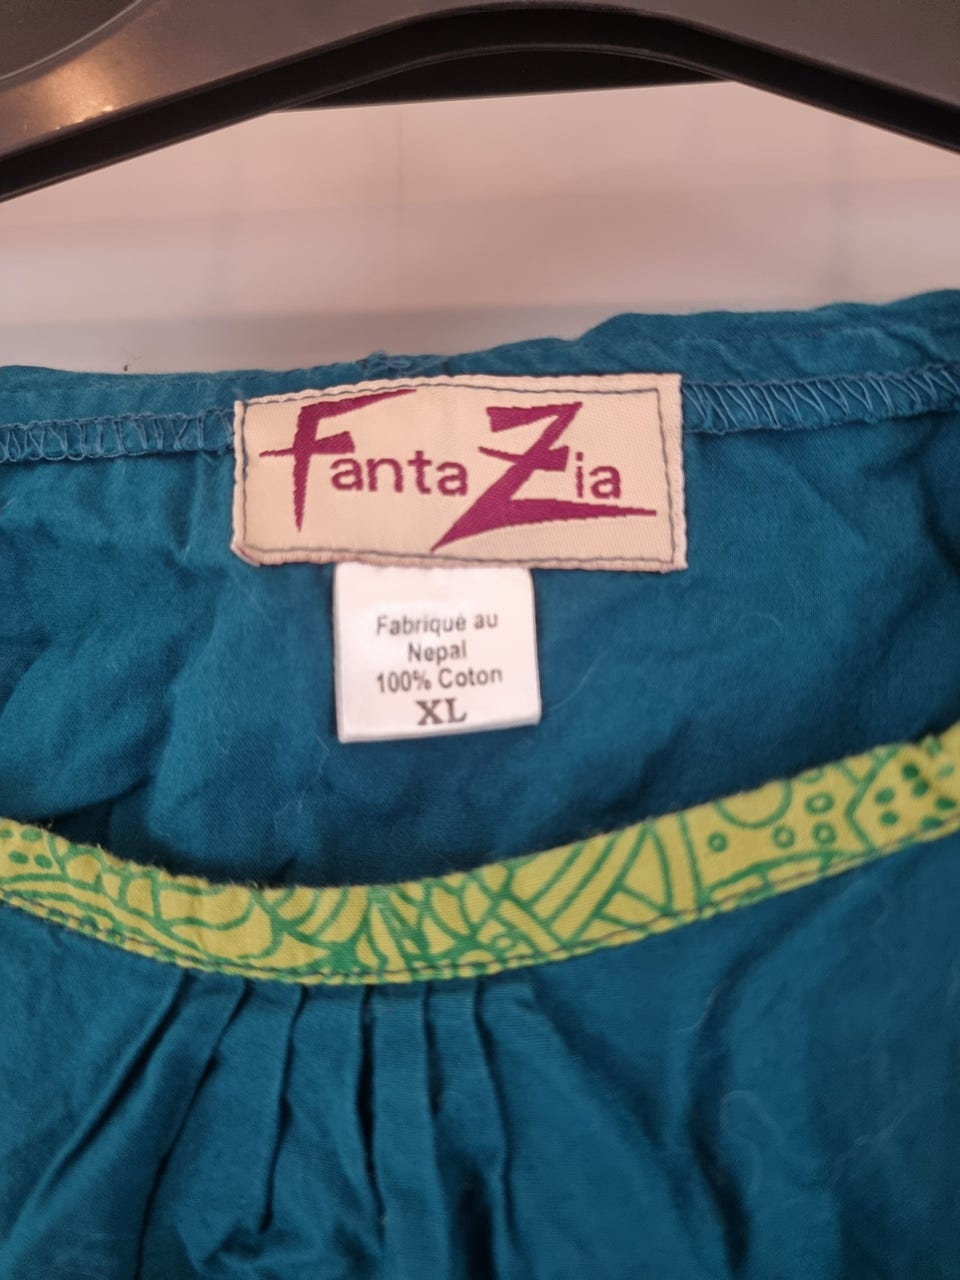 FantaZia
Fabriqué au
Nepal
100% Coton
XL